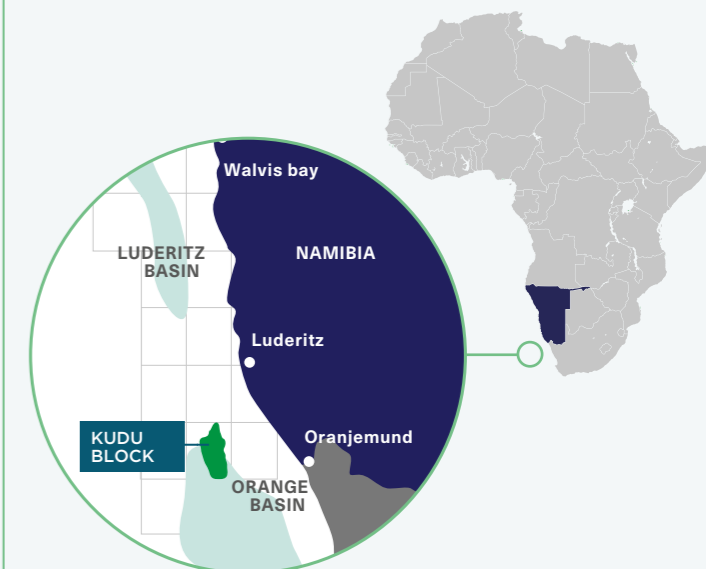 Walvis bay
LUDERITZ
BASIN
NAMIBIA
Luderitz
KUDU
BLOCK
Oranjemund
ORANGE
BASIN